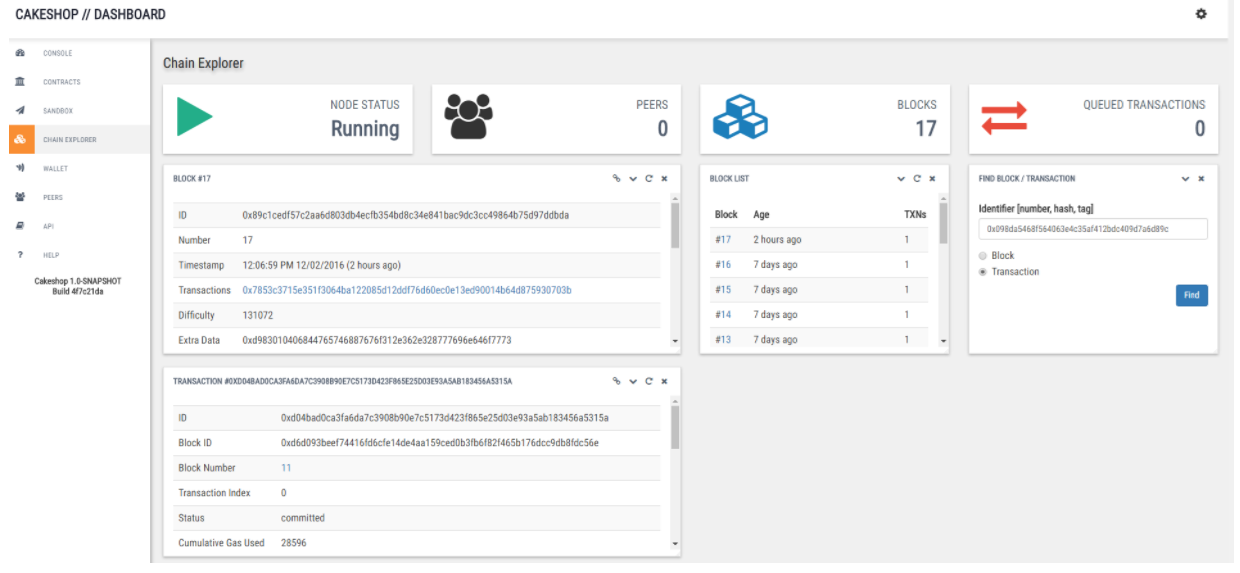 CAKESHOP // DASHBOARD
CONSOLE
CONTRACTS
SANDBOX
CHAIN EXPLORER
WALLET
PEERS
API
HELP
Cakeshop 1.0-SNAPSHOT
Build 4f7c21da
Chain Explorer
NODE STATUS
Running
PEERS
0
BLOCKS
17
QUEUED TRANSACTIONS
0
BLOCK #17
ID 0x89c1cedf57c2aa6d803db4ecfb354bd8c34e841bac9dc3cc49864b75d97ddbda
Number 17
Timestamp 12:06:59 PM 12/02/2016 (2 hours ago)
Transactions 0x7853c3715e351f3064ba122085d12ddf76d60ec0e13ed90014b64d875930703b
Difficulty 131072
Extra Data 0xd983010406844765746887676f312e362e328777696e646f7773
BLOCK LIST
Block Age TXNs
#17 2 hours ago 1
#16 7 days ago 1
#15 7 days ago 1
#14 7 days ago 1
#13 7 days ago 1
FIND BLOCK / TRANSACTION
Identifier [number, hash, tag]
0x098da5468f564063e4c35af412bdc409d7a6d89c
Block
Transaction
Find
TRANSACTION #0XD04BAD0CA3FA6DA7C3908B90E7C5173D423F865E25D03E93A5AB183456A5315A
ID 0xd04bad0ca3fa6da7c3908b90e7c5173d423f865e25d03e93a5ab183456a5315a
Block ID 0xd6d093beef74416fd6cfe14de4aa159ced0b3fb6f82f465b176dcc9db8fdc56e
Block Number 11
Transaction Index 0
Status committed
Cumulative Gas Used 28596